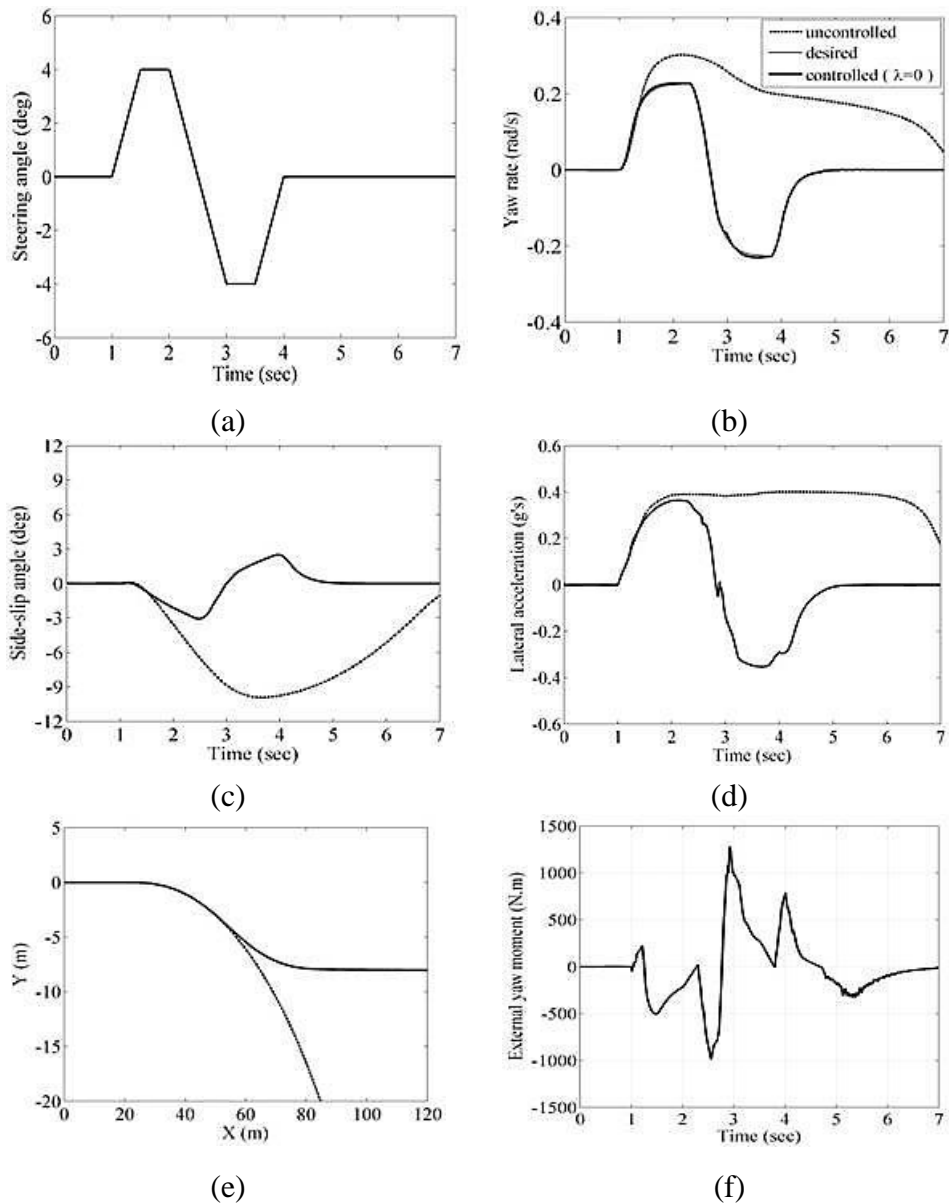 6
4
2
0
-2
-4
-6
Steering angle (deg)
0 1 2 3 4 5 6 7
Time (sec)
(a)
0.4
0.2
0
-0.2
-0.4
Yaw rate (rad/s)
uncontrolled
desired
controlled ( λ=0 )
0 1 2 3 4 5 6 7
Time (sec)
(b)
12
9
6
3
0
-3
-6
-9
-12
Side-slip angle (deg)
0 1 2 3 4 5 6 7
Time (sec)
(c)
0.6
0.4
0.2
0
-0.2
-0.4
-0.6
Lateral acceleration (g's)
0 1 2 3 4 5 6 7
Time (sec)
(d)
5
0
-5
-10
-15
-20
Y (m)
0 20 40 60 80 100 120
X (m)
(e)
1500
1000
500
0
-500
-1000
-1500
External yaw moment (N.m)
0 1 2 3 4 5 6 7
Time (sec)
(f)